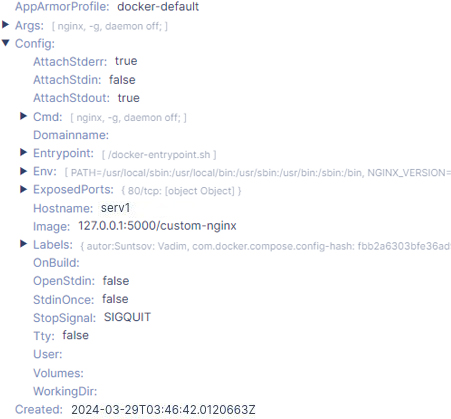 AppArmorProfile: docker-default
Args: [ nginx, -g, daemon off; ]
Config:
AttachStderr: true
AttachStdin: false
AttachStdout: true
Cmd: [ nginx, -g, daemon off; ]
Domainname:
Entrypoint: [ /docker-entrypoint.sh ]
Env: [ PATH=/usr/local/sbin:/usr/local/bin:/usr/sbin:/usr/bin:/sbin:/bin, NGINX_VERSION=
ExposedPorts: { 80/tcp: [object Object] }
Hostname: serv1
Image: 127.0.0.1:5000/custom-nginx
Labels: { autor:Suntsov: Vadim, com.docker.compose.config-hash: fbb2a6303bfe36ad
OnBuild:
OpenStdin: false
StdinOnce: false
StopSignal: SIGQUIT
Tty: false
User:
Volumes:
WorkingDir:
Created: 2024-03-29T03:46:42.0120663Z